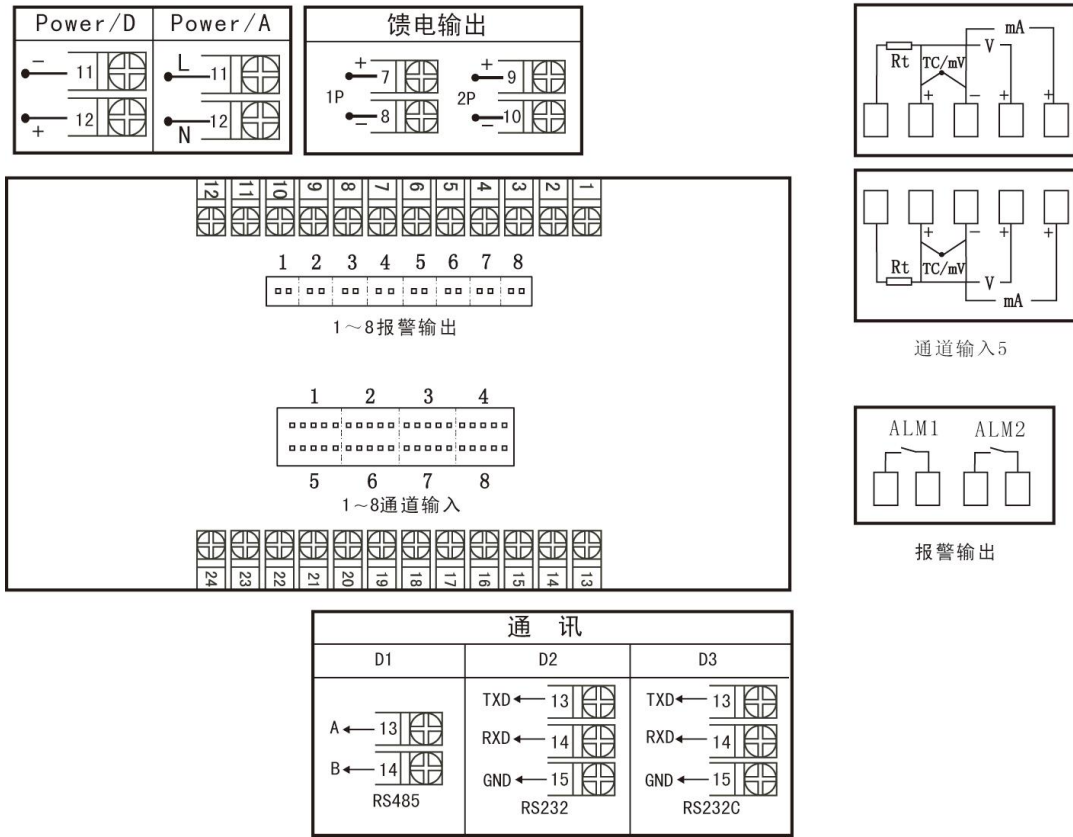 Power/D
Power/A
馈电输出
- 11
+ 12
L 11
N 12
1P
+ 7
- 8
2P
+ 9
- 10
mA
V
Rt
TC/mV
+ - + +
12 11 10 9 8 7 6 5 4 3 2 1
1 2 3 4 5 6 7 8
1～8报警输出
1 2 3 4
5 6 7 8
1～8通道输入
24 23 22 21 20 19 18 17 16 15 14 13
+ - + +
Rt
TC/mV
V
mA
通道输入5
ALM1 ALM2
报警输出
通 讯
D1
D2
D3
A 13
B 14
RS485
TXD 13
RXD 14
GND 15
RS232
TXD 13
RXD 14
GND 15
RS232C